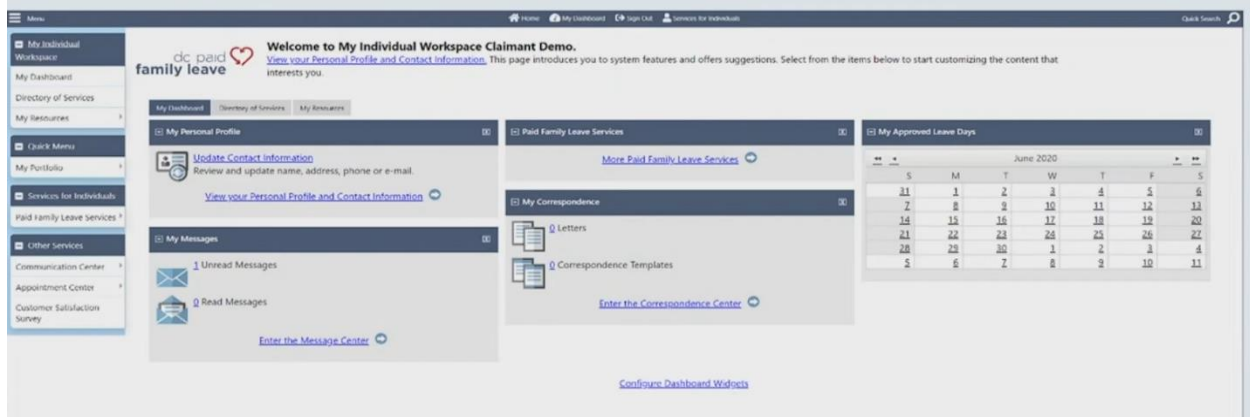 Menu
Home My Dashboard Sign Out Services for Individuals
Quick Search
My Individual
Workspace
My Dashboard
Directory of Services
My Resources
Quick Menu
My Portfolio
Services for Individuals
Paid Family Leave Services
Other Services
Communication Center
Appointment Center
Customer Satisfaction
Survey
dc paid
family leave
Welcome to My Individual Workspace Claimant Demo.
View your Personal Profile and Contact Information. This page introduces you to system features and offers suggestions. Select from the items below to start customizing the content that
interests you.
My Dashboard Directory of Services My Resources
My Personal Profile
Update Contact Information
Review and update name, address, phone or e-mail.
View your Personal Profile and Contact Information
My Messages
1 Unread Messages
0 Read Messages
Enter the Message Center
Paid Family Leave Services
More Paid Family Leave Services
My Correspondence
0 Letters
0 Correspondence Templates
Enter the Correspondence Center
My Approved Leave Days
June 2020
S M T W T F S
31 1 2 3 4 5 6
7 8 9 10 11 12 13
14 15 16 17 18 19 20
21 22 23 24 25 26 27
28 29 30 1 2 3 4
5 6 7 8 9 10 11
Configure Dashboard Widgets